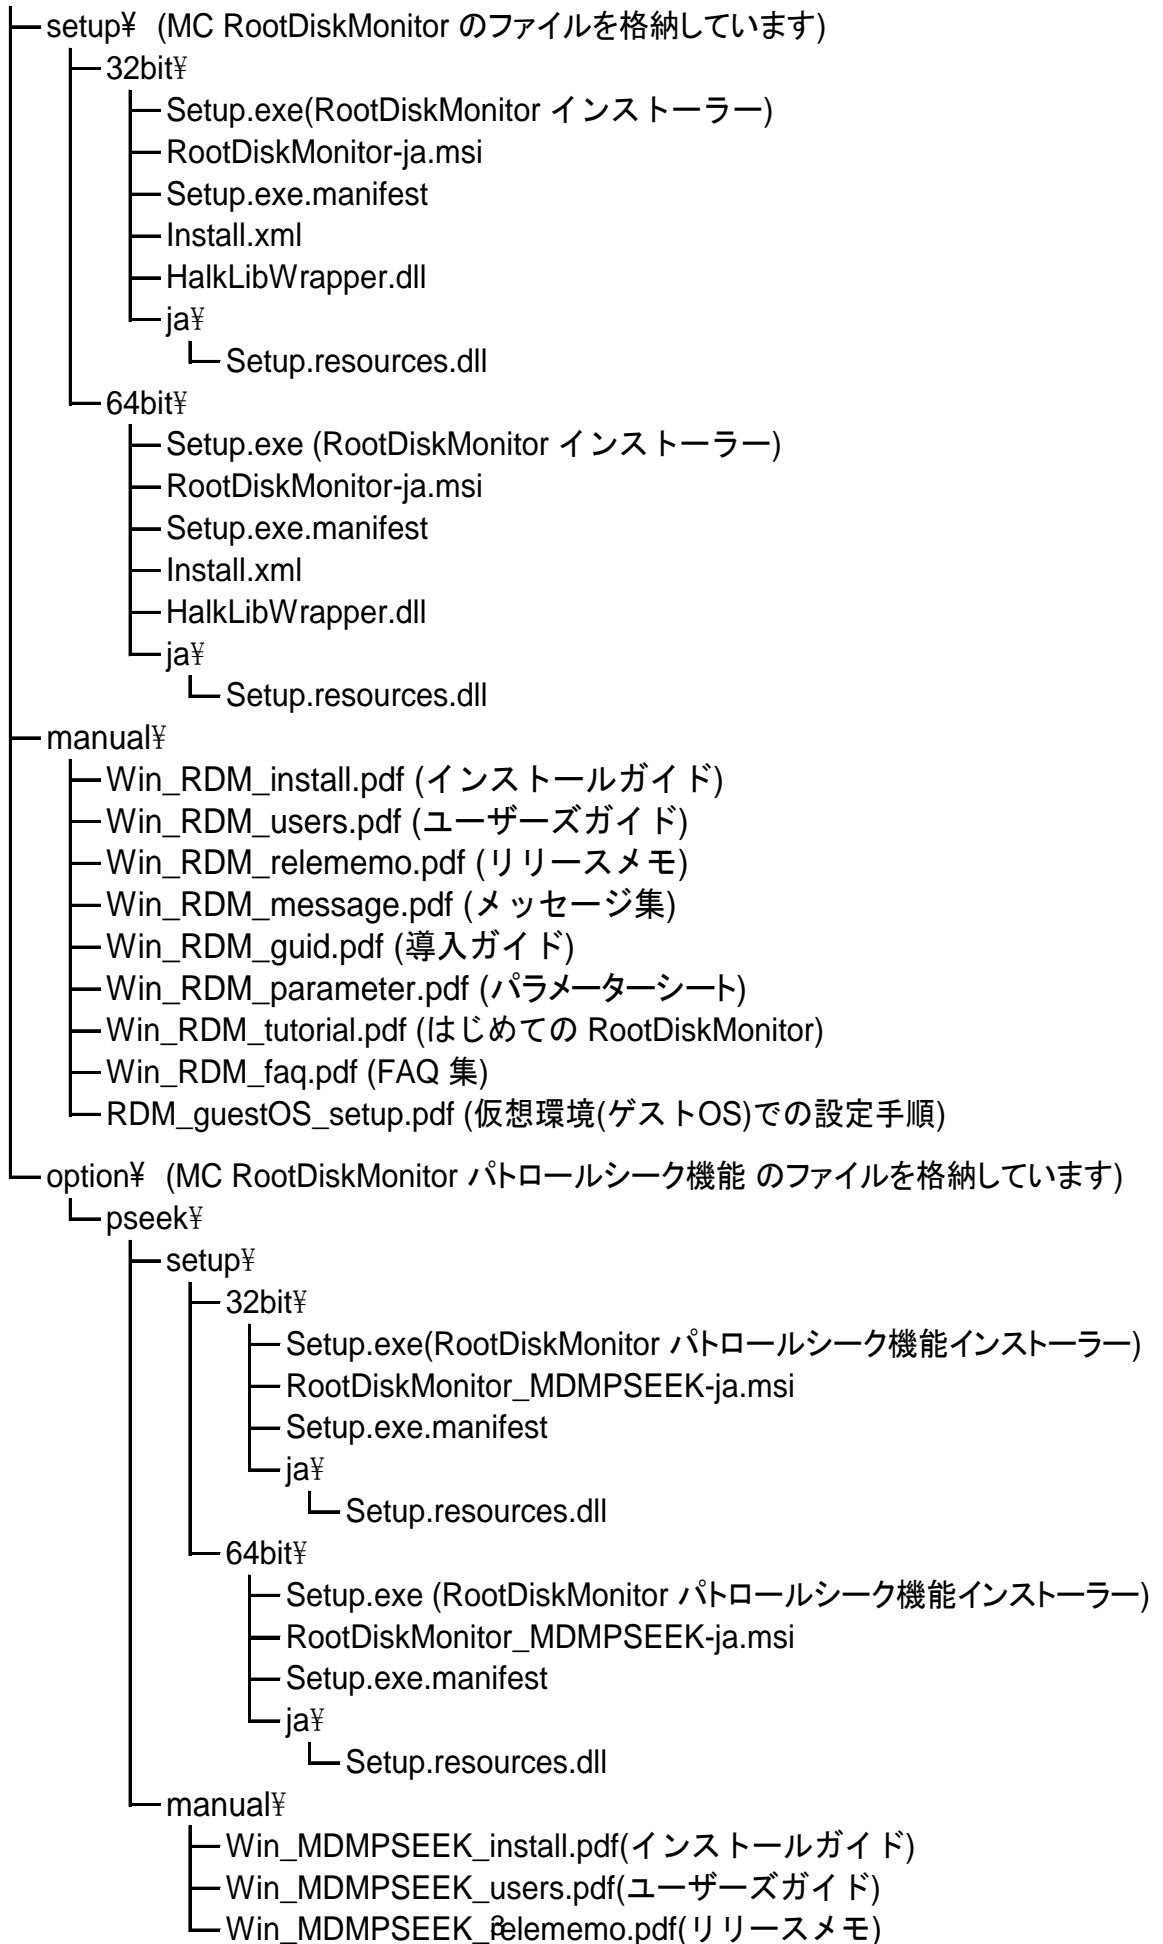 setup¥ (MC RootDiskMonitor のファイルを格納しています)
32bit¥
Setup.exe(RootDiskMonitor インストーラー)
RootDiskMonitor-ja.msi
Setup.exe.manifest
Install.xml
HalkLibWrapper.dll
ja¥
Setup.resources.dll
64bit¥
Setup.exe (RootDiskMonitor インストーラー)
RootDiskMonitor-ja.msi
Setup.exe.manifest
Install.xml
HalkLibWrapper.dll
ja¥
Setup.resources.dll
manual¥
Win_RDM_install.pdf (インストールガイド)
Win_RDM_users.pdf (ユーザーズガイド)
Win_RDM_relememo.pdf (リリースメモ)
Win_RDM_message.pdf (メッセージ集)
Win_RDM_guid.pdf (導入ガイド)
Win_RDM_parameter.pdf (パラメーターシート)
Win_RDM_tutorial.pdf (はじめての RootDiskMonitor)
Win_RDM_faq.pdf (FAQ 集)
RDM_guestOS_setup.pdf (仮想環境(ゲストOS)での設定手順)
option¥ (MC RootDiskMonitor パトロールシーク機能 のファイルを格納しています)
pseek¥
setup¥
32bit¥
Setup.exe(RootDiskMonitor パトロールシーク機能インストーラー)
RootDiskMonitor_MDMPSEEK-ja.msi
Setup.exe.manifest
ja¥
Setup.resources.dll
64bit¥
Setup.exe (RootDiskMonitor パトロールシーク機能インストーラー)
RootDiskMonitor_MDMPSEEK-ja.msi
Setup.exe.manifest
ja¥
Setup.resources.dll
manual¥
Win_MDMPSEEK_install.pdf(インストールガイド)
Win_MDMPSEEK_users.pdf(ユーザーズガイド)
Win_MDMPSEEK_relememo.pdf(リリースメモ)
3